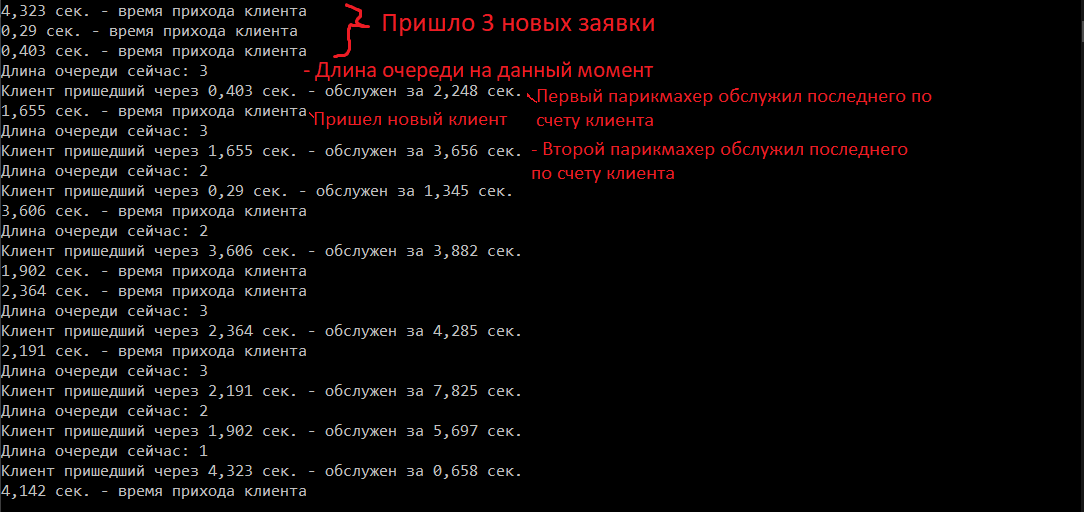 4,323 сек. - время прихода клиента
0,29 сек. - время прихода клиента
Пришло 3 новых заявки
0,403 сек. - время прихода клиента
Длина очереди сейчас: 3
- Длина очереди на данный момент
Клиент пришедший через 0,403 сек. - обслужен за 2,248 сек.
Первый парикмахер обслужил последнего по
счету клиента
1,655 сек. - время прихода клиента
Пришел новый клиент
Длина очереди сейчас: 3
Клиент пришедший через 1,655 сек. - обслужен за 3,656 сек.
- Второй парикмахер обслужил последнего
по счету клиента
Длина очереди сейчас: 2
Клиент пришедший через 0,29 сек. - обслужен за 1,345 сек.
3,606 сек. - время прихода клиента
Длина очереди сейчас: 2
Клиент пришедший через 3,606 сек. - обслужен за 3,882 сек.
1,902 сек. - время прихода клиента
2,364 сек. - время прихода клиента
Длина очереди сейчас: 3
Клиент пришедший через 2,364 сек. - обслужен за 4,285 сек.
2,191 сек. - время прихода клиента
Длина очереди сейчас: 3
Клиент пришедший через 2,191 сек. - обслужен за 7,825 сек.
Длина очереди сейчас: 2
Клиент пришедший через 1,902 сек. - обслужен за 5,697 сек.
Длина очереди сейчас: 1
Клиент пришедший через 4,323 сек. - обслужен за 0,658 сек.
4,142 сек. - время прихода клиента